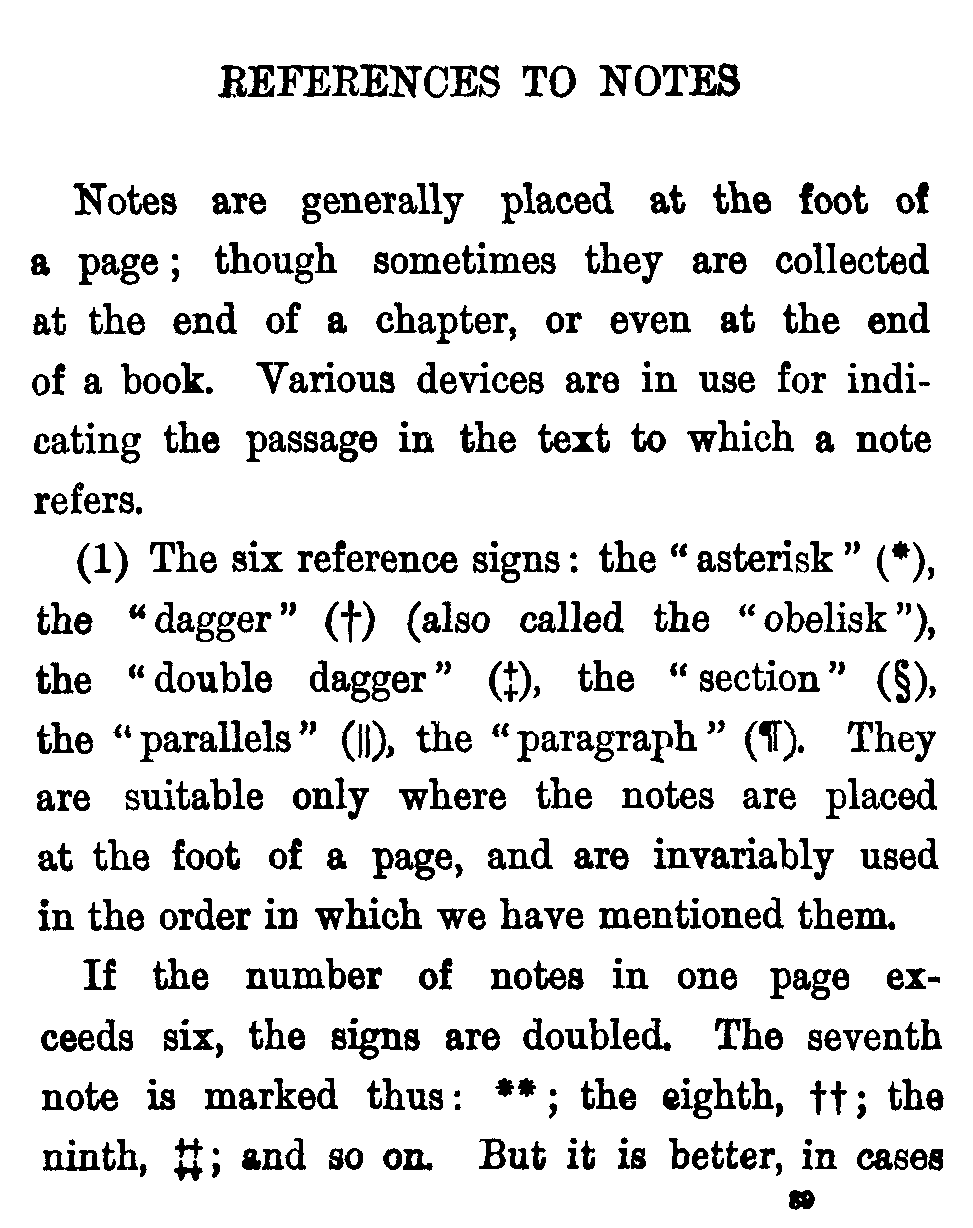 REFERENCES TO NOTES
Notes are generally placed at the foot of
a page; though sometimes they are collected
at the end of a chapter, or even at the end
of a book. Various devices are in use for indi-
cating the passage in the text to which a note
refers.
(1) The six reference signs: the "asterisk" (*),
the "dagger" (†) (also called the "obelisk"),
the "double dagger" (‡), the "section" (§),
the "parallels" (||), the "paragraph" (¶). They
are suitable only where the notes are placed
at the foot of a page, and are invariably used
in the order in which we have mentioned them.
If the number of notes in one page ex-
ceeds six, the signs are doubled. The seventh
note is marked thus: **; the eighth, ††; the
ninth, ‡‡; and so on. But it is better, in cases
89